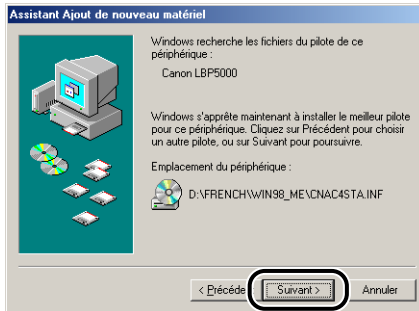 Assistant Ajout de nouveau matériel
Windows recherche les fichiers du pilote de ce
périphérique :
Canon LBP5000
Windows s'apprête maintenant à installer le meilleur pilote
pour ce périphérique. Cliquez sur Précédent pour choisir
un autre pilote, ou sur Suivant pour poursuivre.
Emplacement du périphérique :
D:\FRENCH\WIN98_ME\CNAC4STA.INF
< Précéde Suivant > Annuler